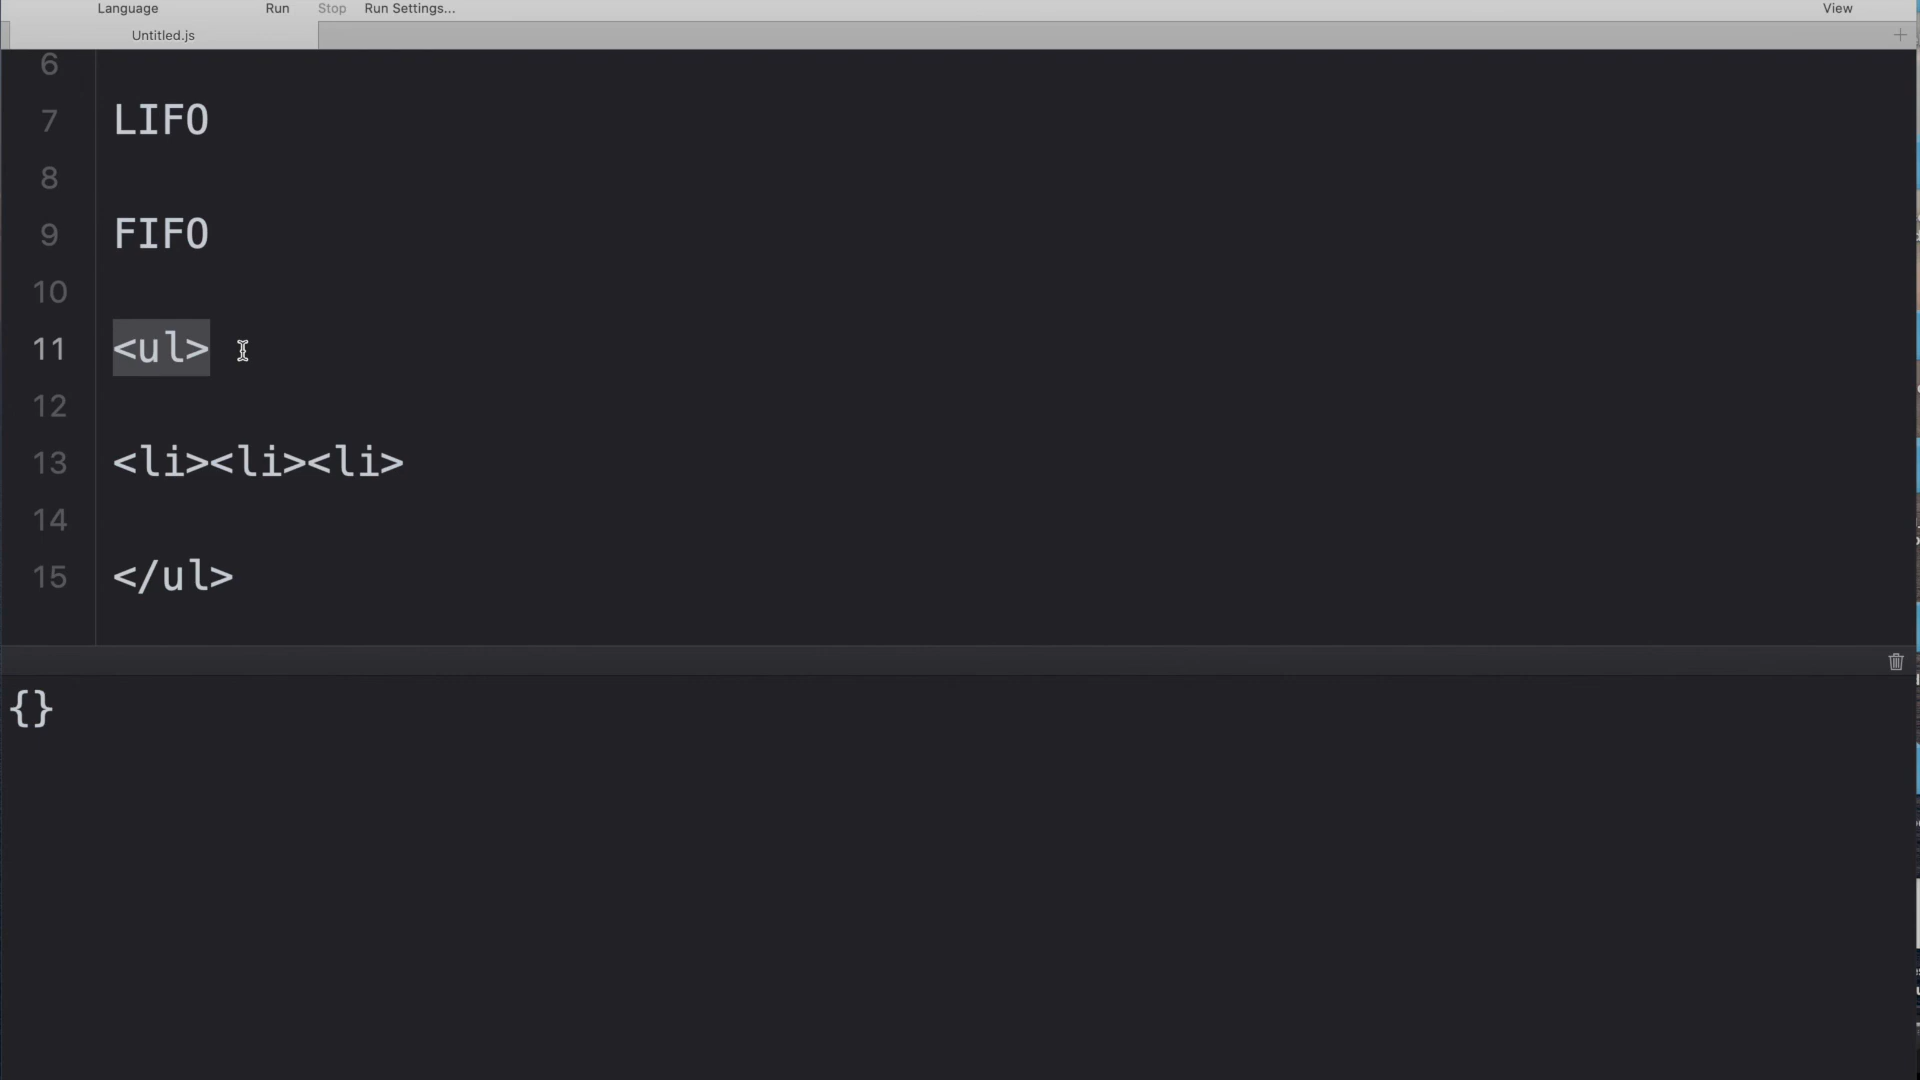 Language Run Stop Run Settings... View
Untitled.js
6
7 LIFO
8
9 FIFO
10
11 <ul>
12
13 <li><li><li>
14
15 </ul>
{}